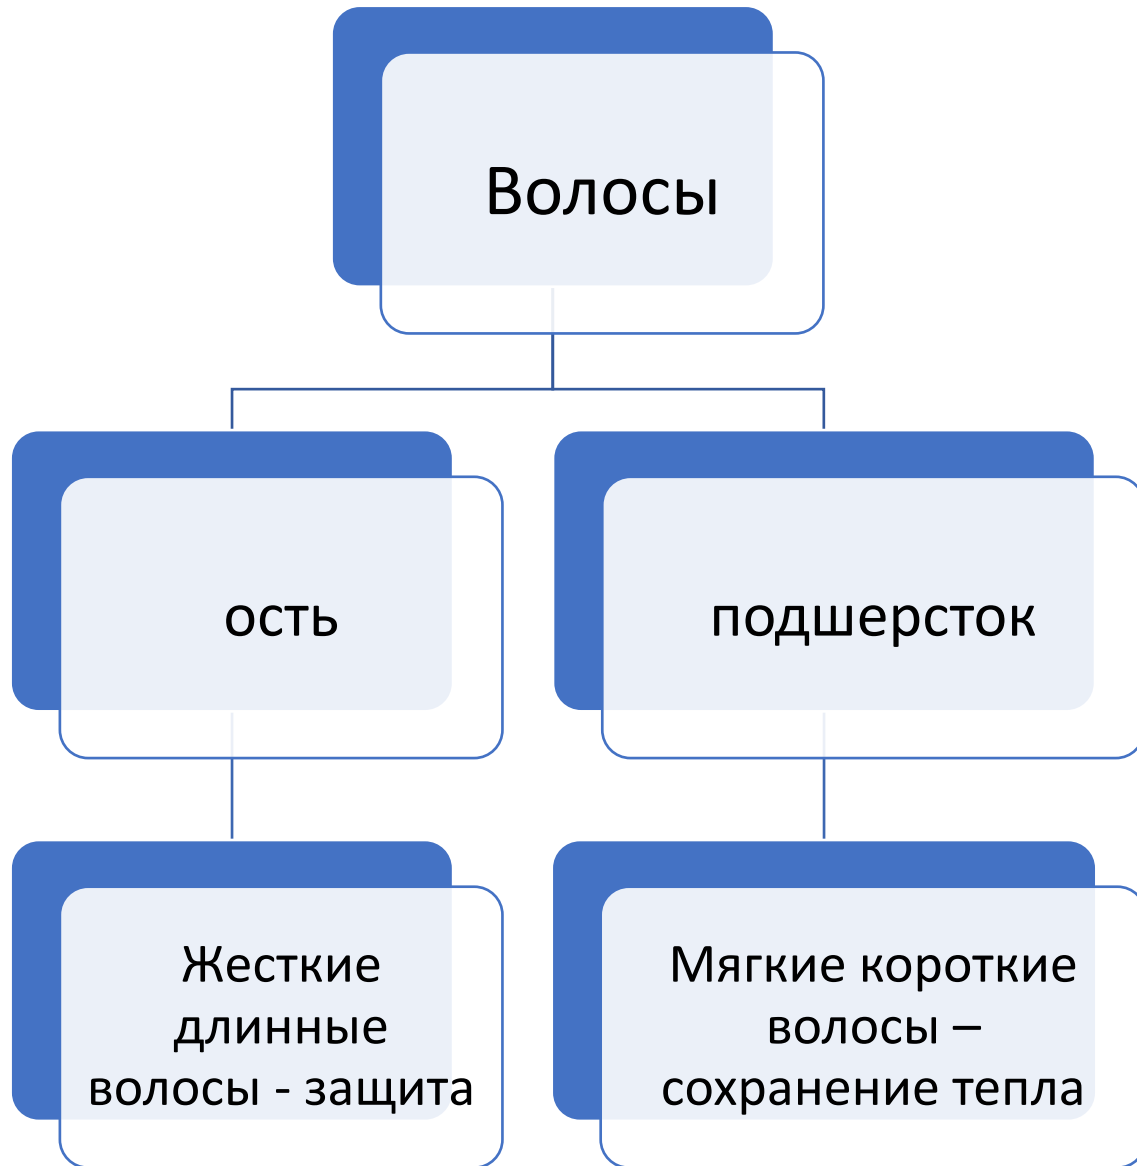 Волосы
ость
подшерсток
Жесткие
длинные
волосы - защита
Мягкие короткие
волосы –
сохранение тепла